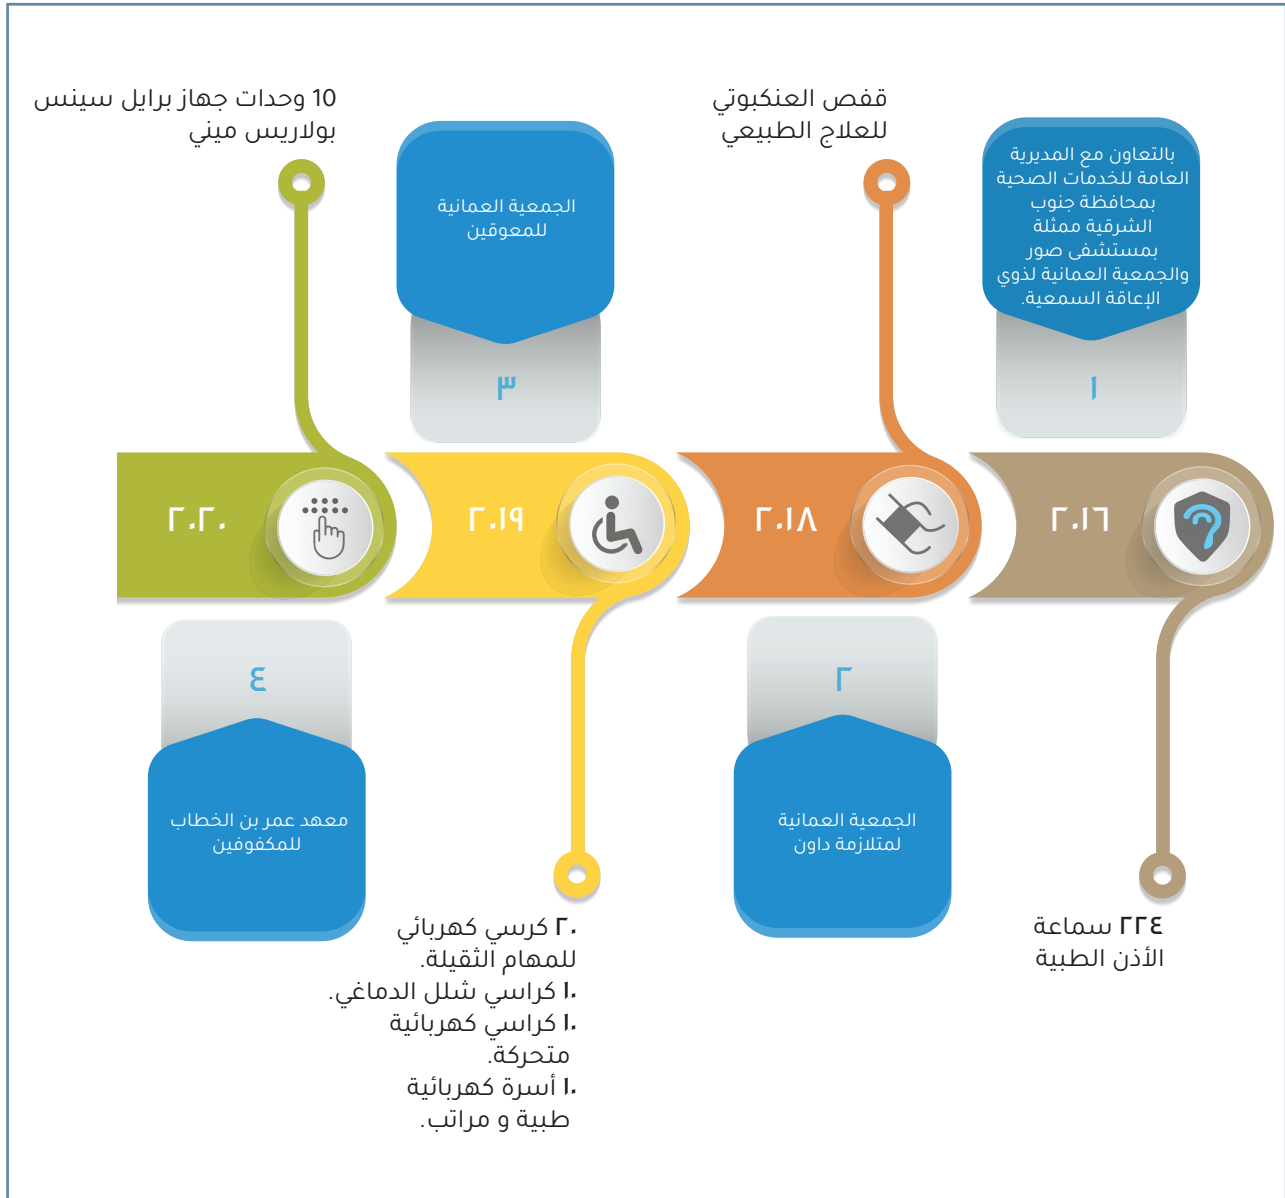 بالتعاون مع المديرية
العامة للخدمات الصحية
بمحافظة جنوب
الشرقية ممثلة
بمستشفى صور
والجمعية العمانية لذوي
الإعاقة السمعية.
١
٢٠١٦
٢٢٤ سماعة
الأذن الطبية
قفص العنكبوتي
للعلاج الطبيعي
٢٠١٨
٢
الجمعية العمانية
لمتلازمة داون
الجمعية العمانية
للمعوقين
٣
٢٠١٩
٢٠ كرسي كهربائي
للمهام الثقيلة.
١٠ كراسي شلل الدماغي.
١٠ كراسي كهربائية
متحركة.
١٠ أسرة كهربائية
طبية و مراتب.
10 وحدات جهاز برايل سينس
بولاريس ميني
٢٠٢٠
٤
معهد عمر بن الخطاب
للمكفوفين